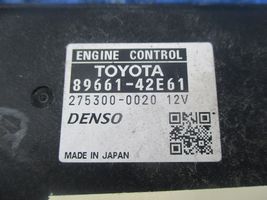 ENGINE CONTROL
TOYOTA
89661-42E61
275300-0020 12V
DENSO
MADE IN JAPAN